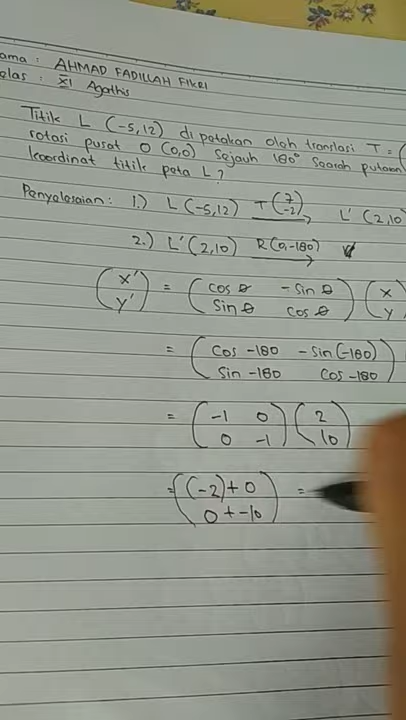 ama : AHMAD FADILLAH FIKRI
elas : XI Agathis
Titik L (-5,12) di petakan oleh translasi T = (
rotasi pusat O (0,0) sejauh 180° searah putaran
koordinat titik peta L?
Penyelesaian : 1.) L(-5,12) T(7 -2) L'(2,10
2.) L'(2,10) R(0,-180)
(x' y') = (cos θ -sin θ sin θ cos θ)(x y
= (cos -180 -sin(-180) sin -180 cos -180)
= (-1 0 0 -1)(2 10)
= ((-2)+0 0+-10) =